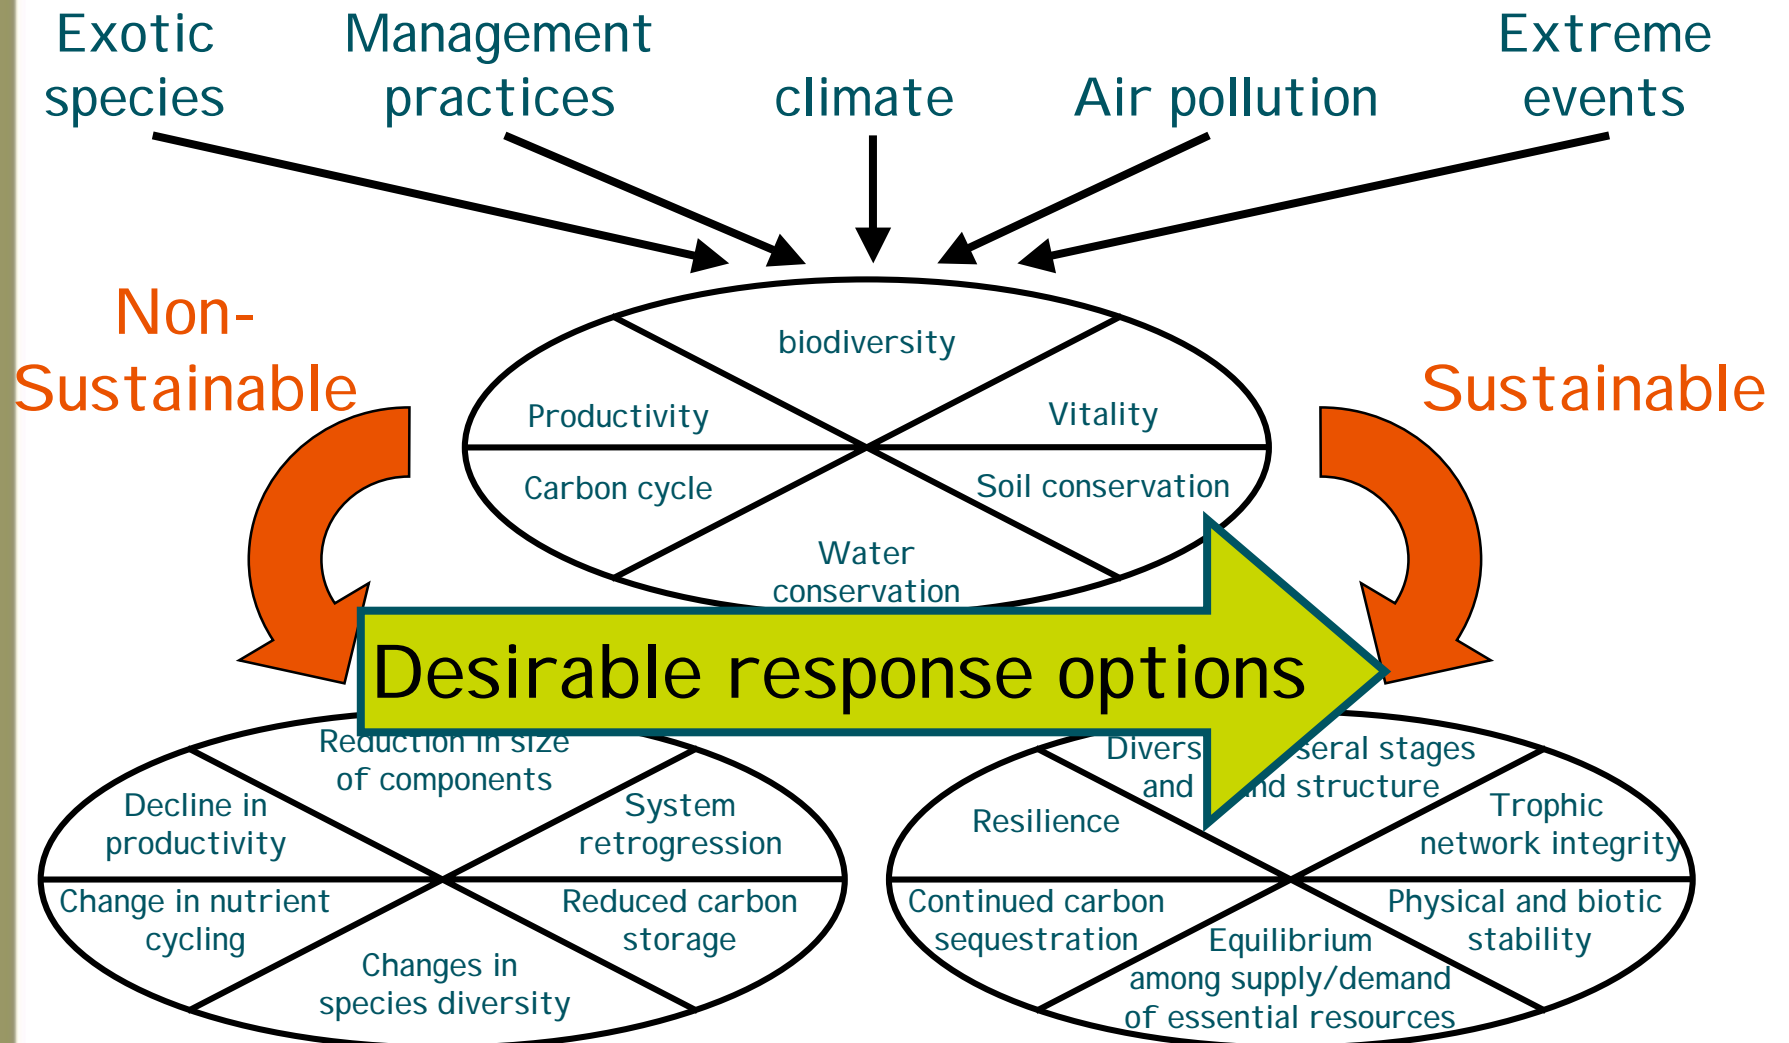 Exotic
species
Management
practices
climate
Air pollution
Extreme
events
Non-
Sustainable
Sustainable
biodiversity
Productivity
Vitality
Carbon cycle
Soil conservation
Water
conservation
Desirable response options
Reduction in size
of components
Decline in
productivity
System
retrogression
Change in nutrient
cycling
Reduced carbon
storage
Changes in
species diversity
seral stages
and structure
Resilience
Trophic
network integrity
Continued carbon
sequestration
Physical and biotic
stability
Equilibrium
among supply/demand
of essential resources